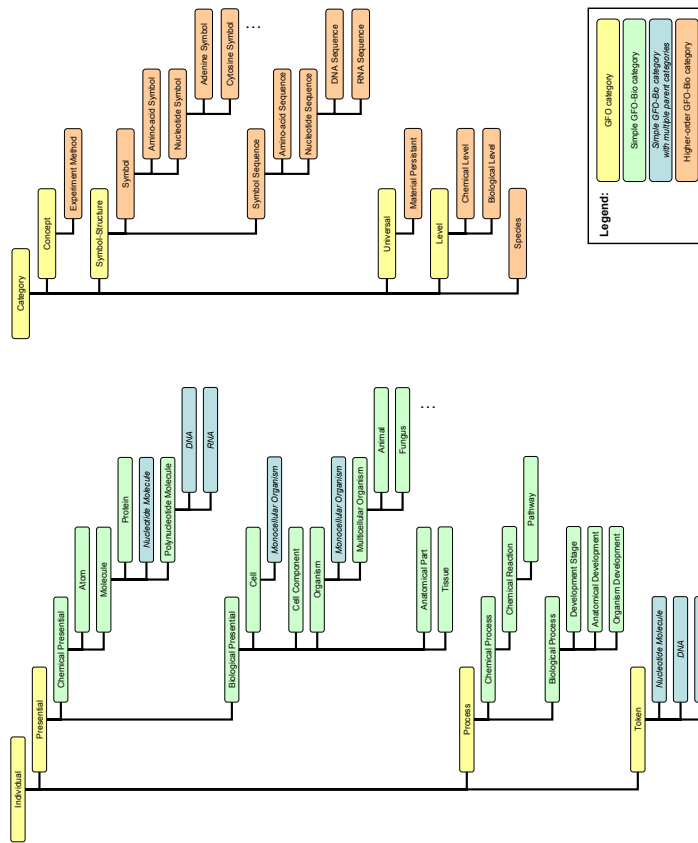 Individual
Presential
Chemical Presential
Atom
Molecule
Protein
Nucleotide Molecule
Polynucleotide Molecule
DNA
RNA
Biological Presential
Cell
Monocellular Organism
Cell Component
Organism
Monocellular Organism
Multicellular Organism
Animal
Fungus
...
Anatomical Part
Tissue
Process
Chemical Process
Chemical Reaction
Pathway
Biological Process
Development Stage
Anatomical Development
Organism Development
Token
Nucleotide Molecule
DNA
Category
Concept
Experiment Method
Symbol-Structure
Symbol
Amino-acid Symbol
Nucleotide Symbol
Adenine Symbol
Cytosine Symbol
...
Symbol Sequence
Amino-acid Sequence
Nucleotide Sequence
DNA Sequence
RNA Sequence
Universal
Material Persistant
Level
Chemical Level
Biological Level
Species
Legend:
GFO category
Simple GFO-Bio category
Simple GFO-Bio category
with multiple parent categories
Higher-order GFO-Bio category